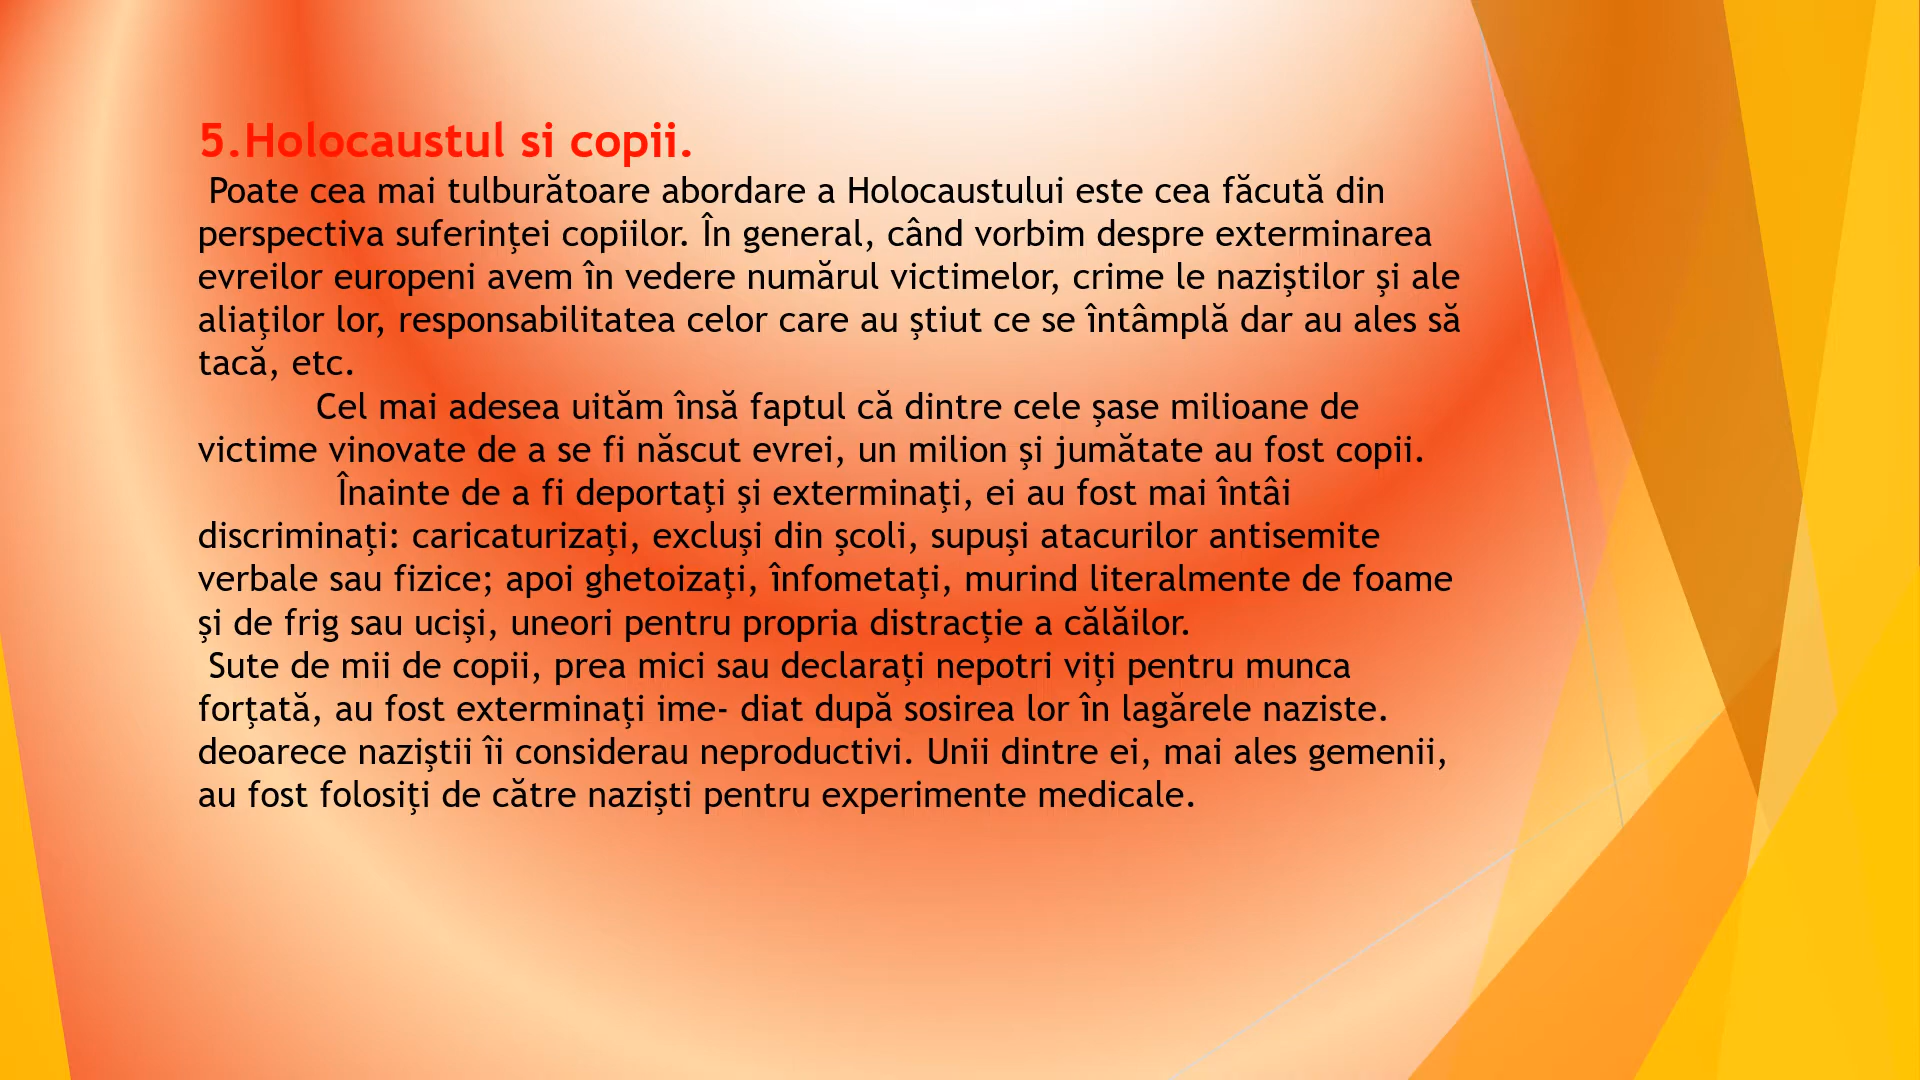 5.Holocaustul si copii.
Poate cea mai tulburătoare abordare a Holocaustului este cea făcută din
perspectiva suferinţei copiilor. În general, când vorbim despre exterminarea
evreilor europeni avem în vedere numărul victimelor, crime le naziştilor şi ale
aliaţilor lor, responsabilitatea celor care au ştiut ce se întâmplă dar au ales să
tacă, etc.
Cel mai adesea uităm însă faptul că dintre cele şase milioane de
victime vinovate de a se fi născut evrei, un milion şi jumătate au fost copii.
Înainte de a fi deportaţi şi exterminaţi, ei au fost mai întâi
discriminaţi: caricaturizaţi, excluşi din şcoli, supuşi atacurilor antisemite
verbale sau fizice; apoi ghetoizaţi, înfometaţi, murind literalmente de foame
şi de frig sau ucişi, uneori pentru propria distracţie a călăilor.
Sute de mii de copii, prea mici sau declaraţi nepotri viţi pentru munca
forţată, au fost exterminaţi ime- diat după sosirea lor în lagărele naziste.
deoarece naziştii îi considerau neproductivi. Unii dintre ei, mai ales gemenii,
au fost folosiţi de către nazişti pentru experimente medicale.